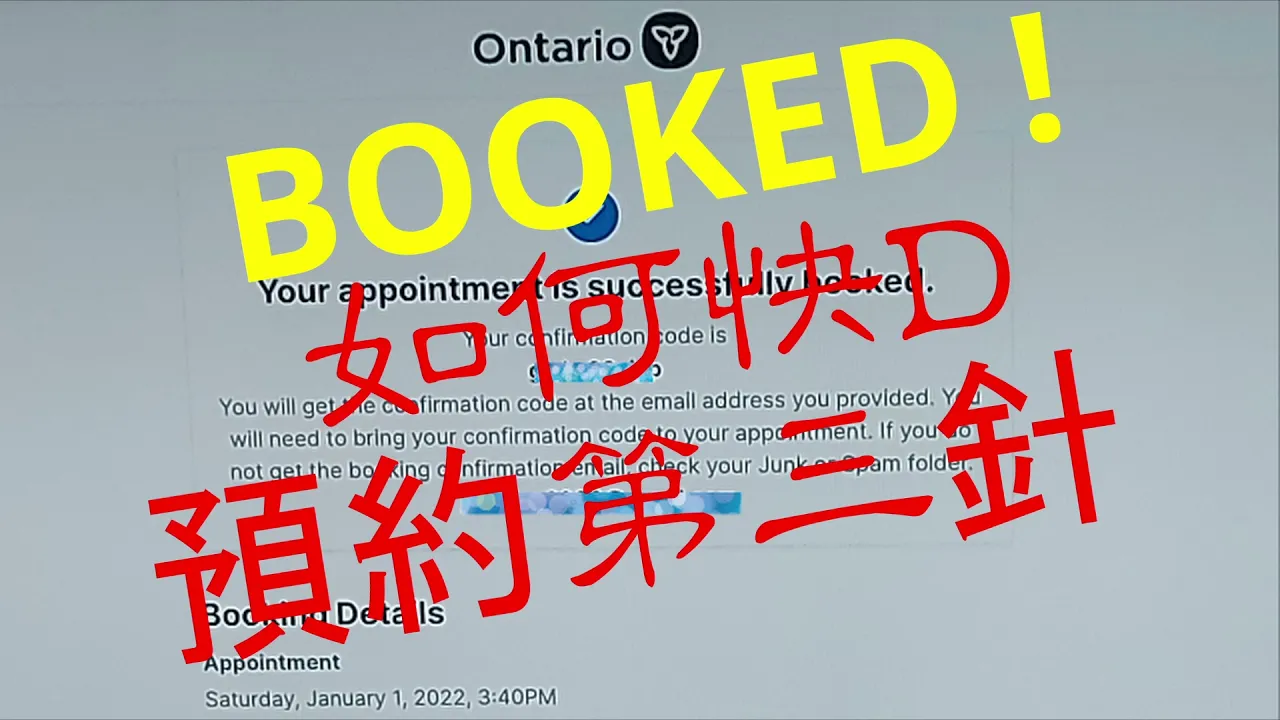 Ontario
BOOKED！
Your appointment is successfully booked.
如何快D
Your confirmation code is
You will get the confirmation code at the email address you provided. You
will need to bring your confirmation code to your appointment. If you do
not get the booking confirmation email, check your Junk or Spam folder.
預約第三針
Booking Details
Appointment
Saturday, January 1, 2022, 3:40PM